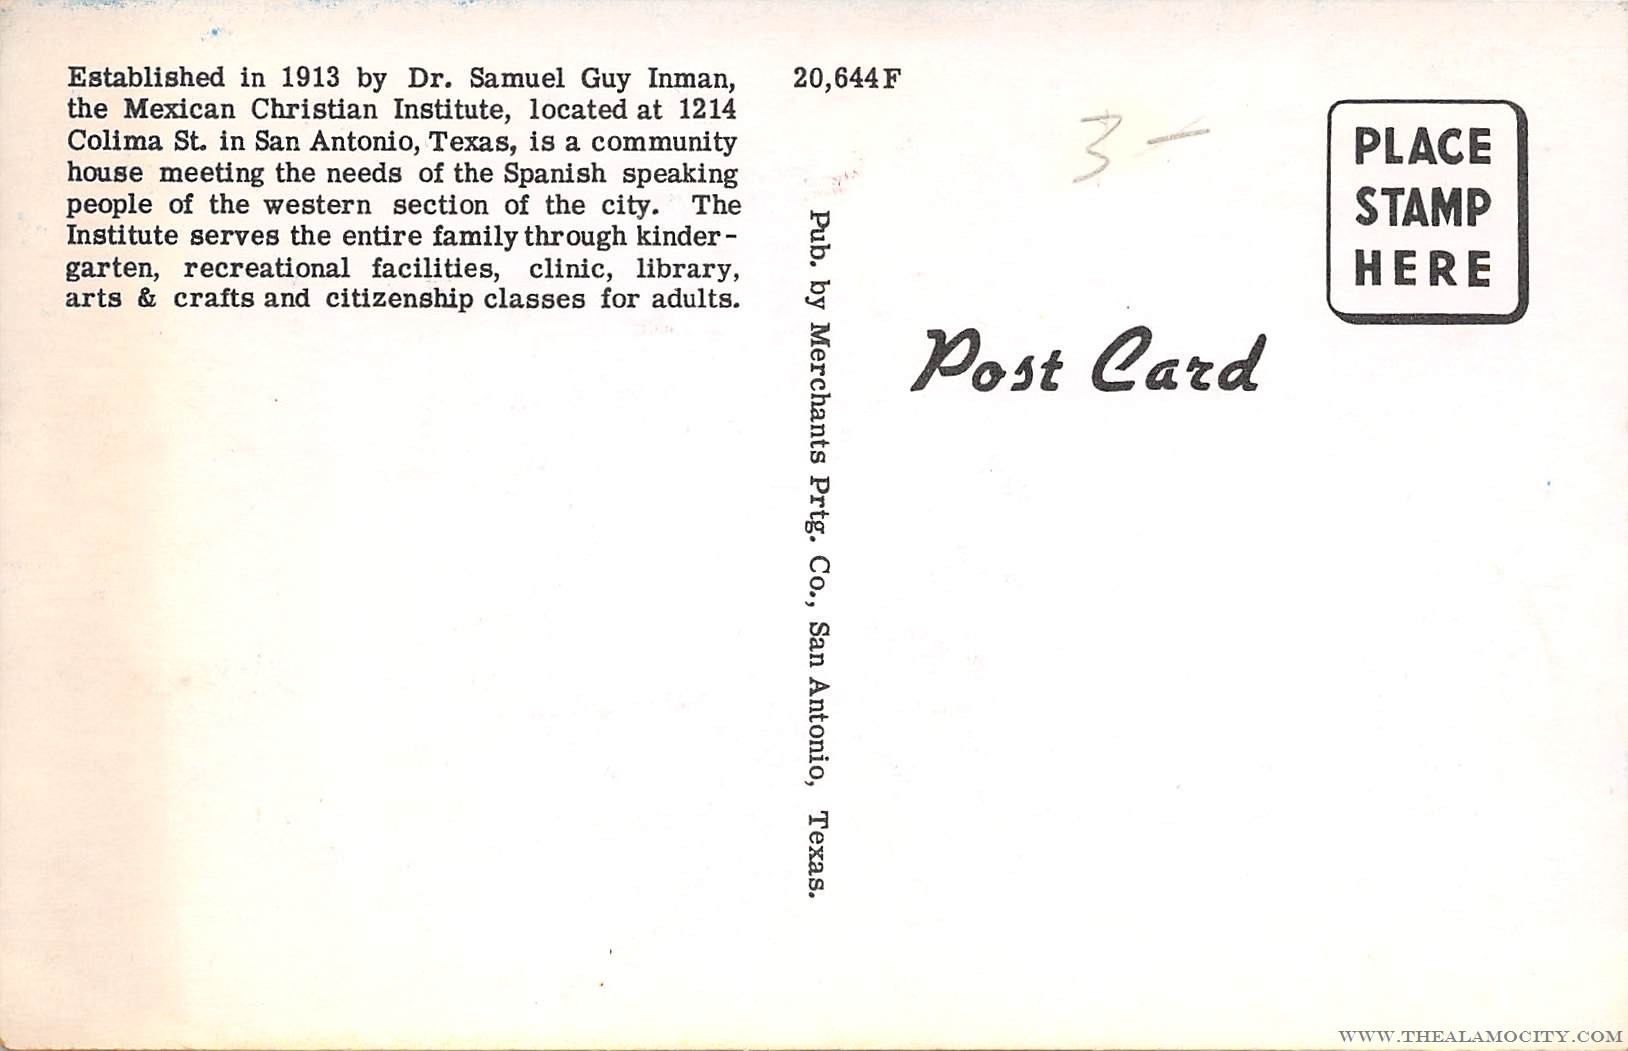 Established in 1913 by Dr. Samuel Guy Inman,
the Mexican Christian Institute, located at 1214
Colima St. in San Antonio, Texas, is a community
house meeting the needs of the Spanish speaking
people of the western section of the city. The
Institute serves the entire family through kinder-
garten, recreational facilities, clinic, library,
arts & crafts and citizenship classes for adults.
20,644F
Pub. by Merchants Prtg. Co., San Antonio, Texas.
3 -
PLACE
STAMP
HERE
Post Card
WWW.THEALAMOCITY.COM